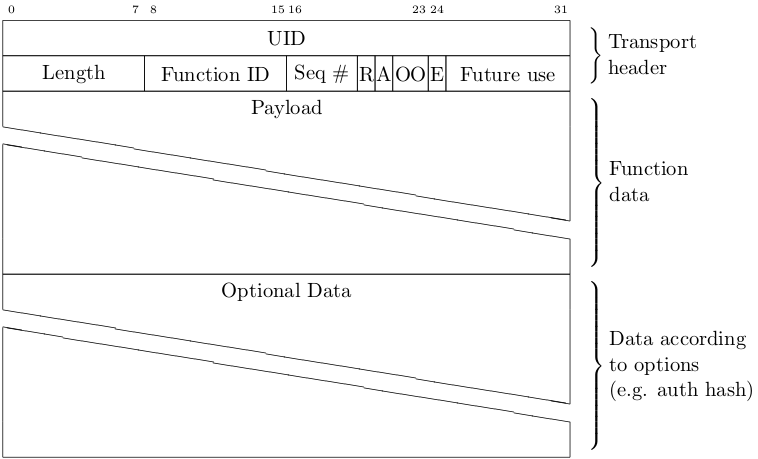 0 7 8 15 16 23 24 31
UID
Transport
header
Length Function ID Seq # R A OO E Future use
Payload
Function
data
Optional Data
Data according
to options
(e.g. auth hash)